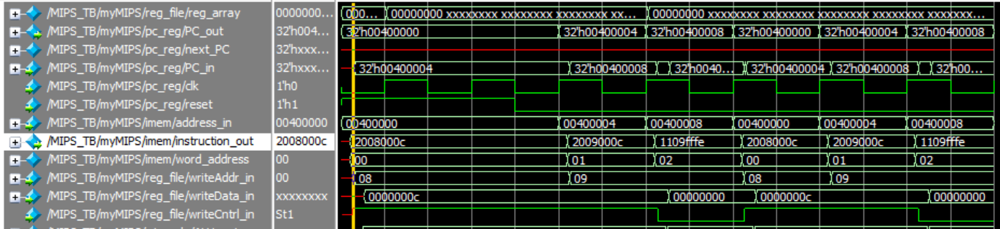 /MIPS_TB/myMIPS/reg_file/reg_array 0000000... 000... 00000000 xxxxxxxx xxxxxxxx xxxxxxxx xx... 00000000 xxxxxxxx xxxxxxxx xxxxxxxx xxxxxxxx xxxxxxx...
/MIPS_TB/myMIPS/pc_reg/PC_out 32'h004... 32'h00400000 32'h00400004 32'h00400008 32'h00400000 32'h00400004 32'h00400008
/MIPS_TB/myMIPS/pc_reg/next_PC 32'hxxx...
/MIPS_TB/myMIPS/pc_reg/PC_in 32'hxxx... 32'h00400004 32'h00400008 32'h0040... 32'h00400004 32'h00400008 32'h00...
/MIPS_TB/myMIPS/pc_reg/clk 1'h0
/MIPS_TB/myMIPS/pc_reg/reset 1'h1
/MIPS_TB/myMIPS/imem/address_in 00400000 00400000 00400004 00400008 00400000 00400004 00400008
/MIPS_TB/myMIPS/imem/instruction_out 2008000c 2008000c 2009000c 1109fffe 2008000c 2009000c 1109fffe
/MIPS_TB/myMIPS/imem/word_address 00 00 01 02 00 01 02
/MIPS_TB/myMIPS/reg_file/writeAddr_in 00 08 09 08 09
/MIPS_TB/myMIPS/reg_file/writeData_in xxxxxxxx 0000000c 00000000 0000000c 00000000
/MIPS_TB/myMIPS/reg_file/writeCntrl_in St1